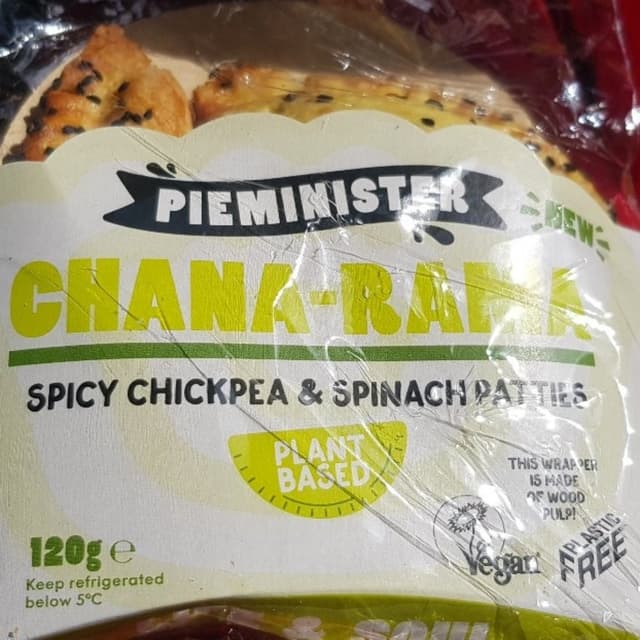 PIEMINISTER
NEW
CHANA-RAMA
SPICY CHICKPEA & SPINACH PATTIES
PLANT
BASED
THIS WRAPPER
IS MADE
OF WOOD
PULP!
120g e
Vegan
PLASTIC
FREE
Keep refrigerated
below 5°C
& SOUL